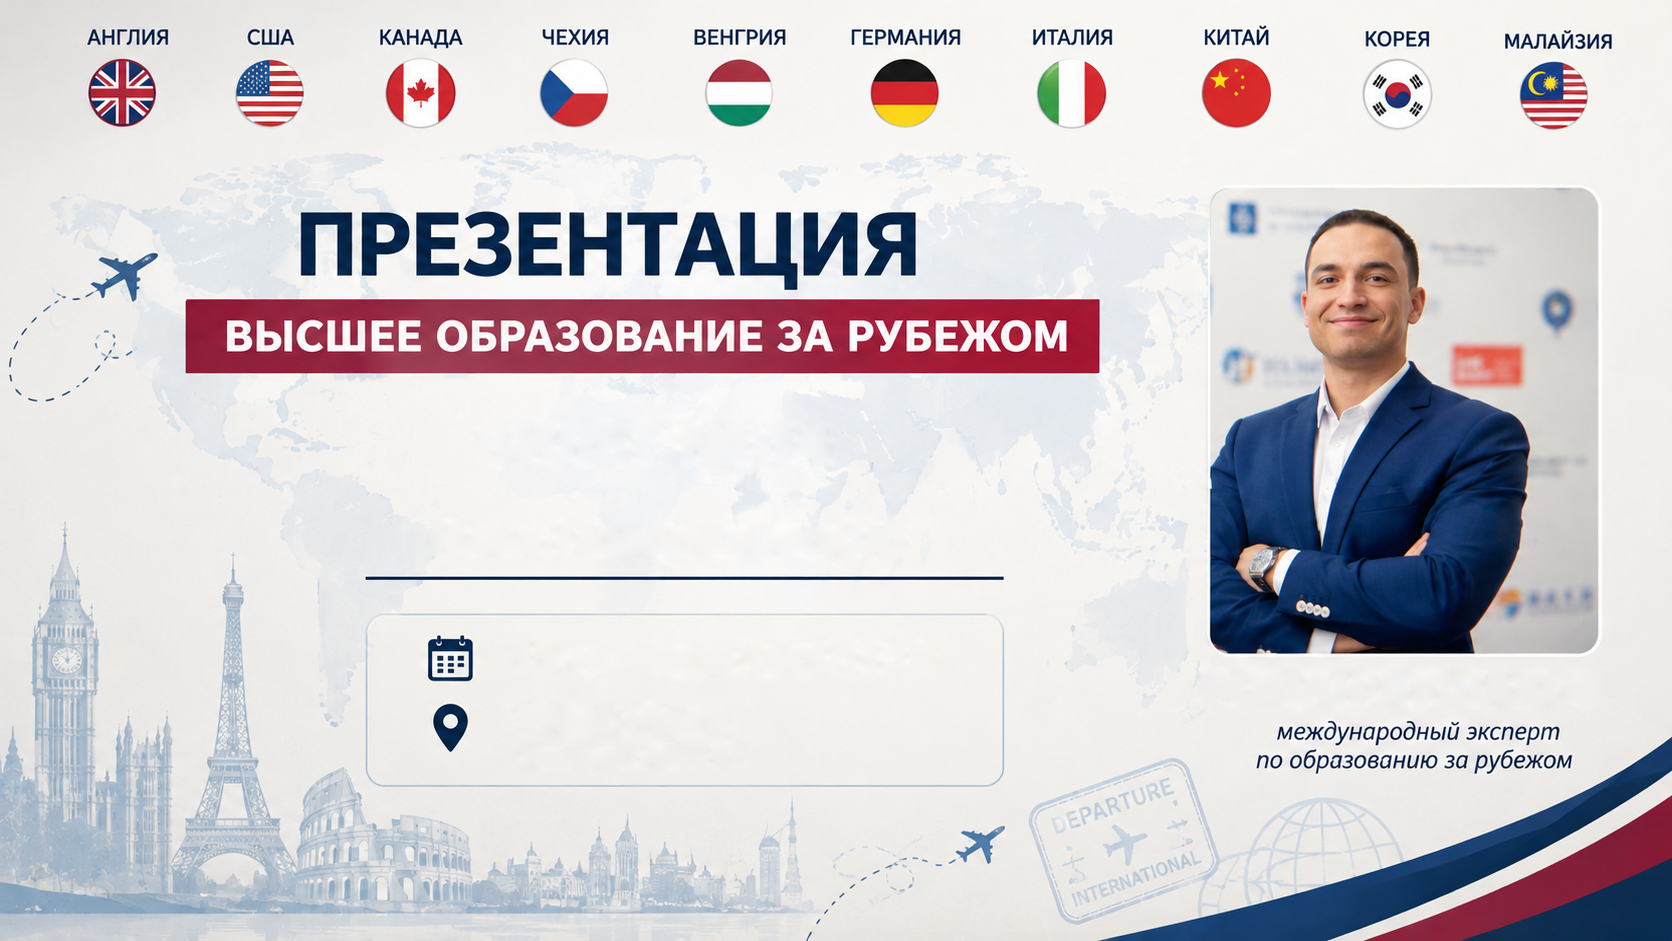 АНГЛИЯ
США
КАНАДА
ЧЕХИЯ
ВЕНГРИЯ
ГЕРМАНИЯ
ИТАЛИЯ
КИТАЙ
КОРЕЯ
МАЛАЙЗИЯ
ПРЕЗЕНТАЦИЯ
ВЫСШЕЕ ОБРАЗОВАНИЕ ЗА РУБЕЖОМ
международный эксперт
по образованию за рубежом
DEPARTURE
INTERNATIONAL